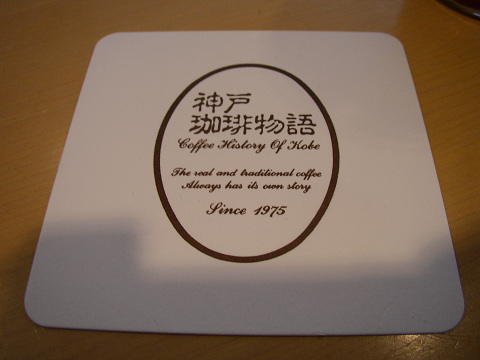 神戸
珈琲物語
Coffee History Of Kobe
The real and traditional coffee
Always has its own story
Since 1975